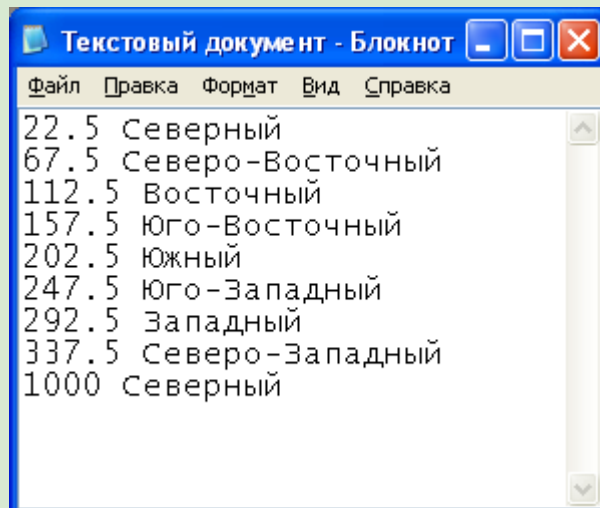 Текстовый документ - Блокнот
Файл Правка Формат Вид Справка
22.5 Северный
67.5 Северо-Восточный
112.5 Восточный
157.5 Юго-Восточный
202.5 Южный
247.5 Юго-Западный
292.5 Западный
337.5 Северо-Западный
1000 Северный